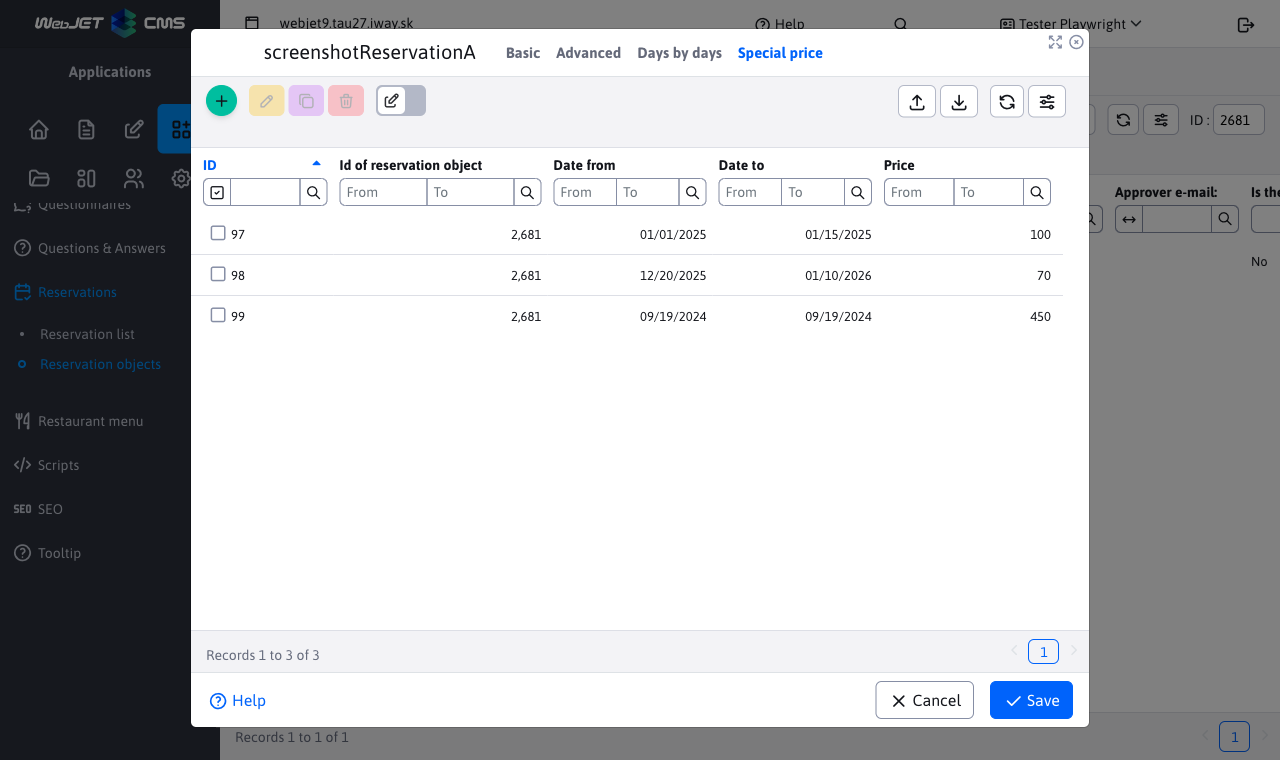 WebJET CMS
webjet9.tau27.iway.sk
Help
Tester Playwright
Applications
ID : 2681
Questionnaires
Questions & Answers
Reservations
Reservation list
Reservation objects
Restaurant menu
Scripts
SEO SEO
Tooltip
screenshotReservationA Basic Advanced Days by days Special price
ID Id of reservation object Date from Date to Price
From To From To From To From To
97 2,681 01/01/2025 01/15/2025 100
98 2,681 12/20/2025 01/10/2026 70
99 2,681 09/19/2024 09/19/2024 450
Records 1 to 3 of 3
1
Help
Cancel
Save
Approver e-mail: Is the
No
Records 1 to 1 of 1
1